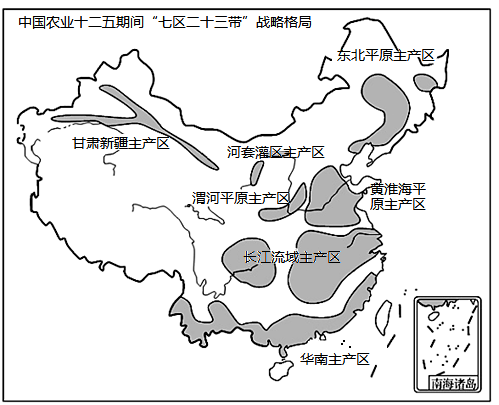 中国农业十二五期间“七区二十三带”战略格局
东北平原主产区
甘肃新疆主产区
河套灌区主产区
渭河平原主产区
黄淮海平
原主产区
长江流域主产区
华南主产区
南海诸岛